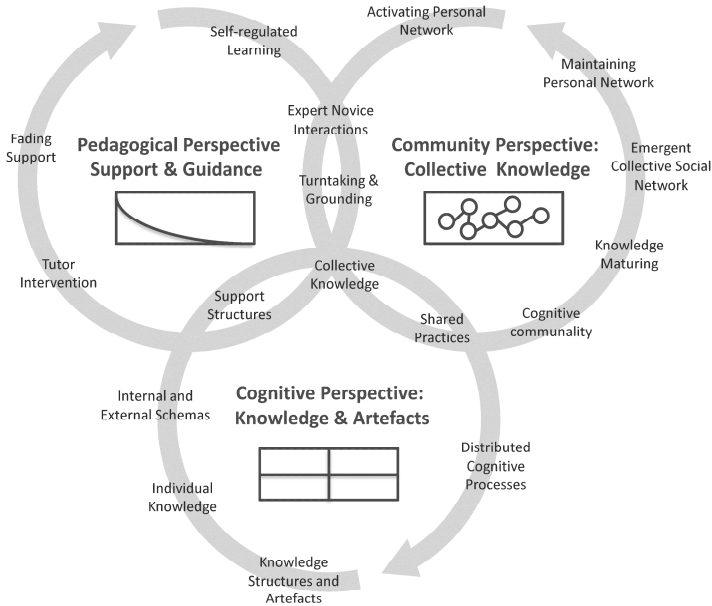 Activating Personal
Network
Self-regulated
Learning
Maintaining
Personal Network
Expert Novice
Interactions
Fading
Support
Pedagogical Perspective
Support & Guidance
Community Perspective:
Collective Knowledge
Emergent
Collective Social
Network
Turntaking &
Grounding
Knowledge
Maturing
Tutor
Intervention
Collective
Knowledge
Support
Structures
Shared
Practices
Cognitive
communality
Internal and
External Schemas
Cognitive Perspective:
Knowledge & Artefacts
Distributed
Cognitive
Processes
Individual
Knowledge
Knowledge
Structures and
Artefacts